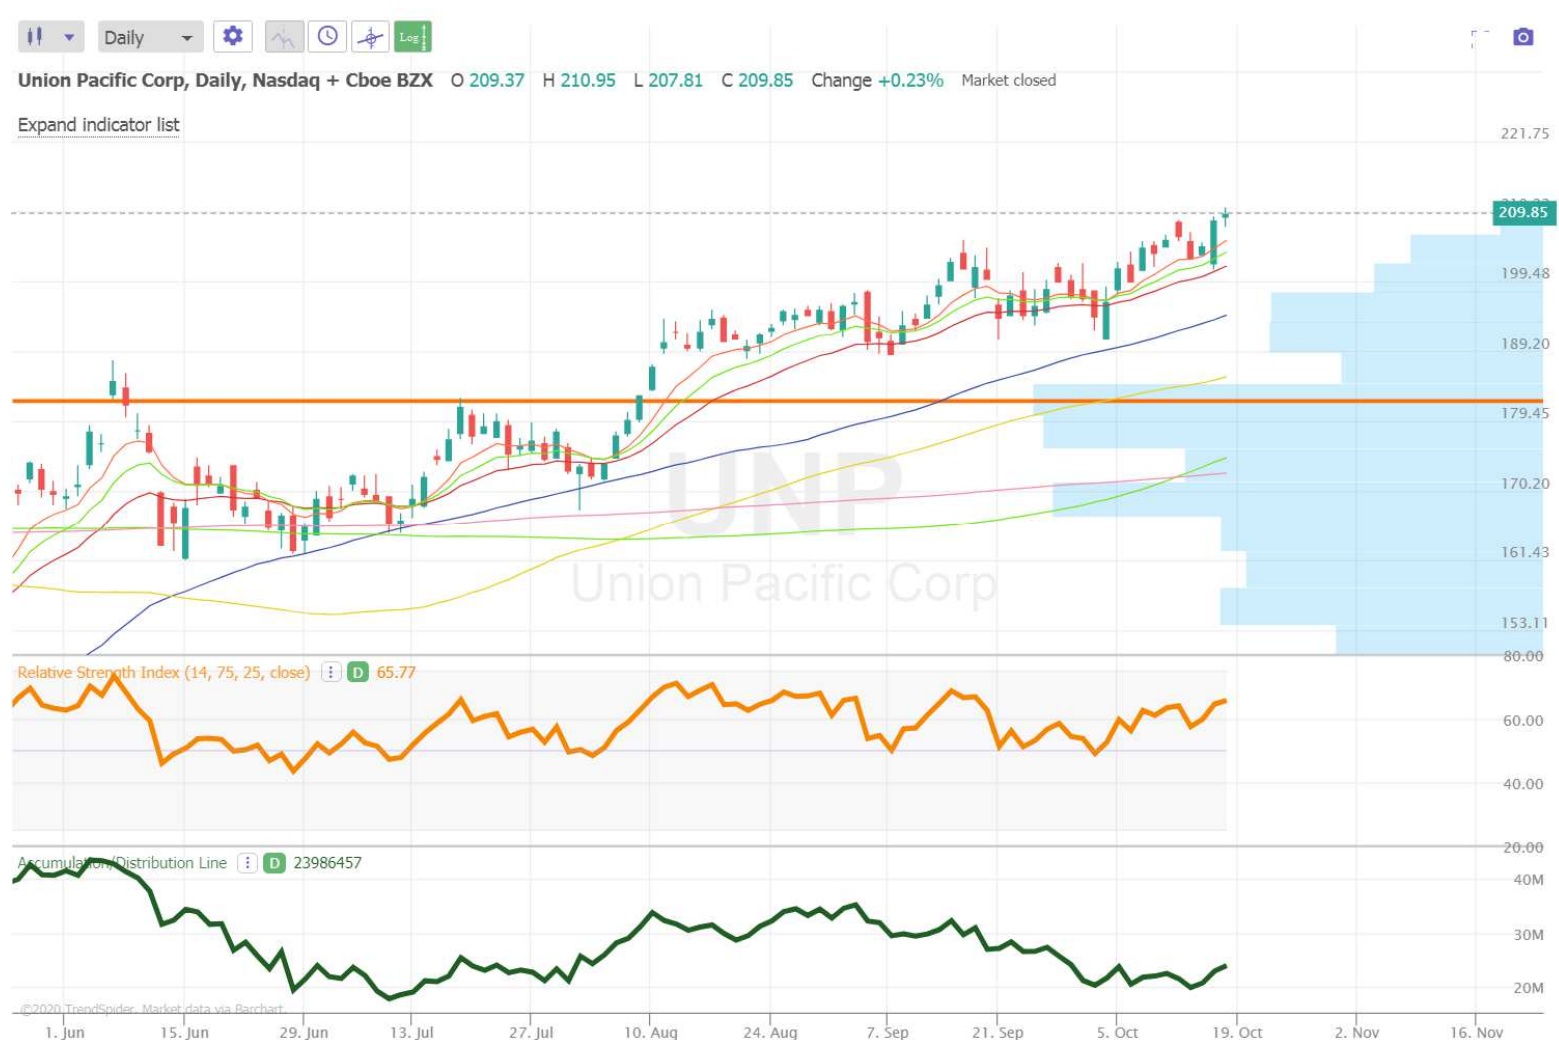 Daily
Log
Union Pacific Corp, Daily, Nasdaq + Cboe BZX O 209.37 H 210.95 L 207.81 C 209.85 Change +0.23% Market closed
Expand indicator list
221.75
209.85
199.48
189.20
179.45
UNP
170.20
161.43
Union Pacific Corp
153.11
80.00
Relative Strength Index (14, 75, 25, close) D 65.77
60.00
40.00
20.00
Accumulation/Distribution Line D 23986457
40M
30M
20M
©2020 TrendSpider. Market data via Barchart.
1. Jun 15. Jun 29. Jun 13. Jul 27. Jul 10. Aug 24. Aug 7. Sep 21. Sep 5. Oct 19. Oct 2. Nov 16. Nov